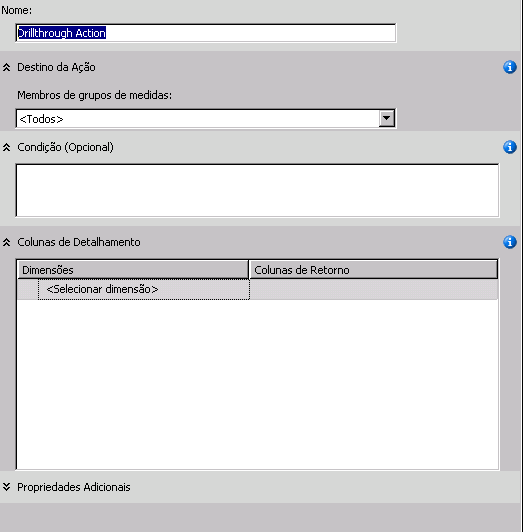 Nome:
Drillthrough Action
Destino da Ação
Membros de grupos de medidas:
<Todos>
Condição (Opcional)
Colunas de Detalhamento
Dimensões Colunas de Retorno
<Selecionar dimensão>
Propriedades Adicionais